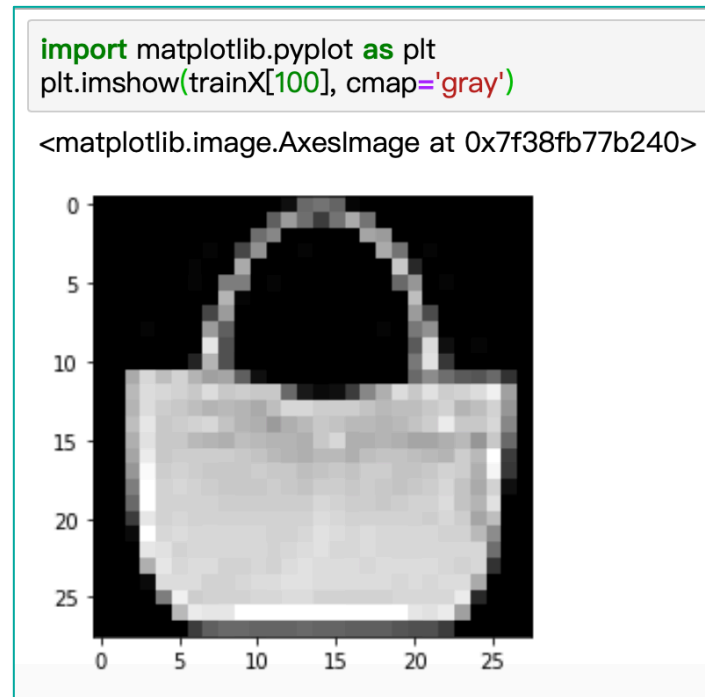 import matplotlib.pyplot as plt
plt.imshow(trainX[100], cmap='gray')
<matplotlib.image.AxesImage at 0x7f38fb77b240>
0
5
10
15
20
25
0 5 10 15 20 25